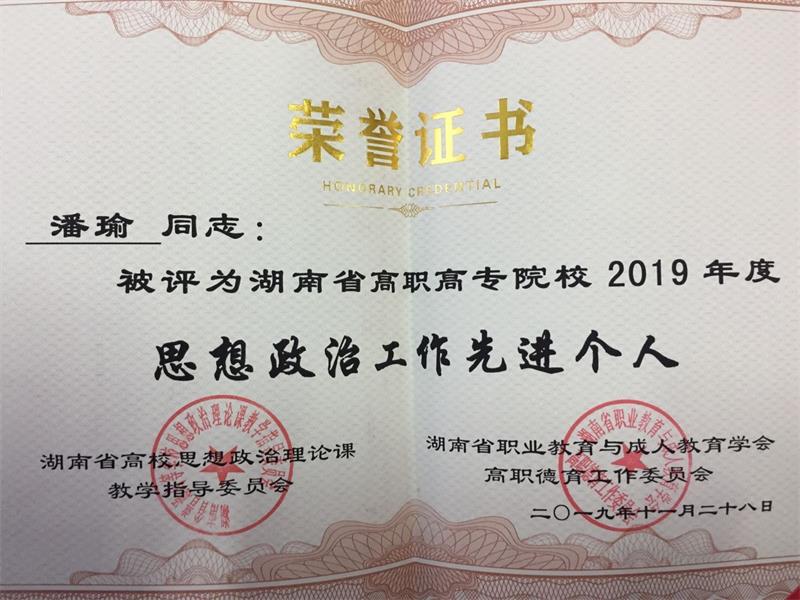 荣誉证书
HONORARY CREDENTIAL
潘瑜 同志：
被评为湖南省高职高专院校 2019 年度
思想政治工作先进个人
湖南省高校思想政治理论课
教学指导委员会
湖南省职业教育与成人教育学会
高职德育工作委员会
二〇一九年十一月二十八日